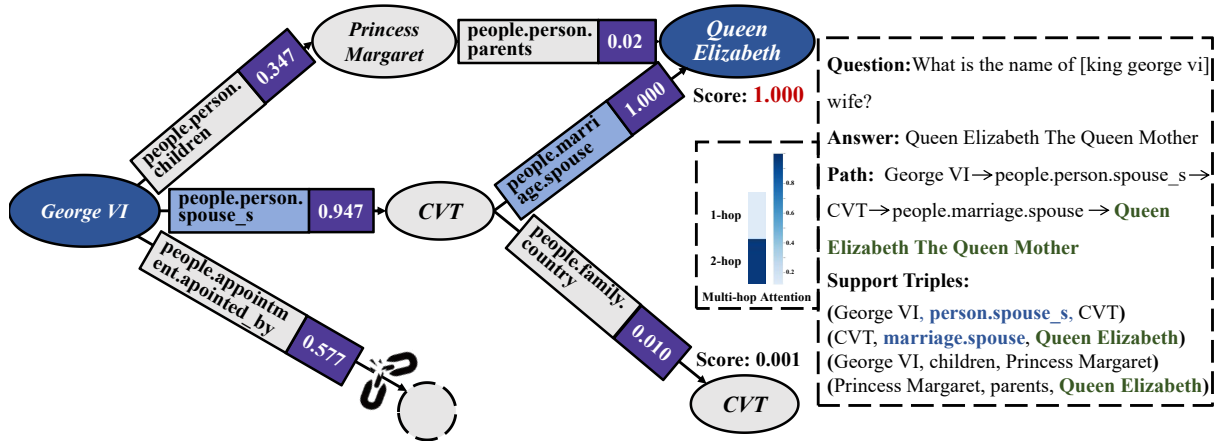 Princess
Margaret
people.person.
parents
0.02
Queen
Elizabeth
Score: 1.000
people.person.
children
0.347
people.marri
age.spouse
1.000
George VI
people.person.
spouse_s
0.947
CVT
people.appointm
ent.apointed_by
0.577
people.family.
country
0.010
Score: 0.001
CVT
1-hop
2-hop
0.8
0.6
0.4
0.2
Multi-hop Attention
Question:What is the name of [king george vi]
wife?
Answer: Queen Elizabeth The Queen Mother
Path: George VI→people.person.spouse_s→
CVT→people.marriage.spouse → Queen
Elizabeth The Queen Mother
Support Triples:
(George VI, person.spouse_s, CVT)
(CVT, marriage.spouse, Queen Elizabeth)
(George VI, children, Princess Margaret)
(Princess Margaret, parents, Queen Elizabeth)